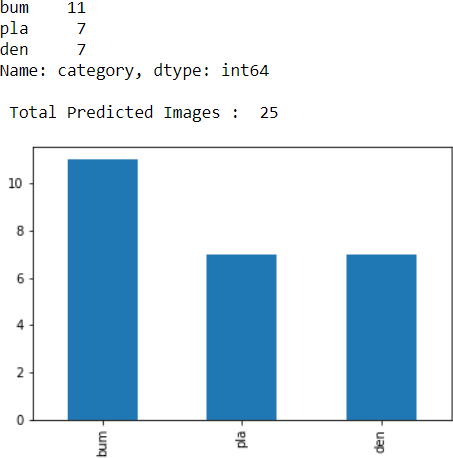 bum    11
pla     7
den     7
Name: category, dtype: int64
Total Predicted Images :  25
10
8
6
4
2
0
bum pla den